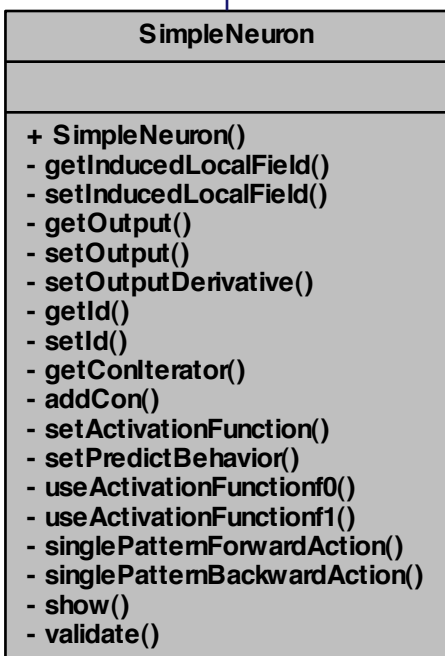 SimpleNeuron
+ SimpleNeuron()
- getInducedLocalField()
- setInducedLocalField()
- getOutput()
- setOutput()
- setOutputDerivative()
- getId()
- setId()
- getConIterator()
- addCon()
- setActivationFunction()
- setPredictBehavior()
- useActivationFunctionf0()
- useActivationFunctionf1()
- singlePatternForwardAction()
- singlePatternBackwardAction()
- show()
- validate()